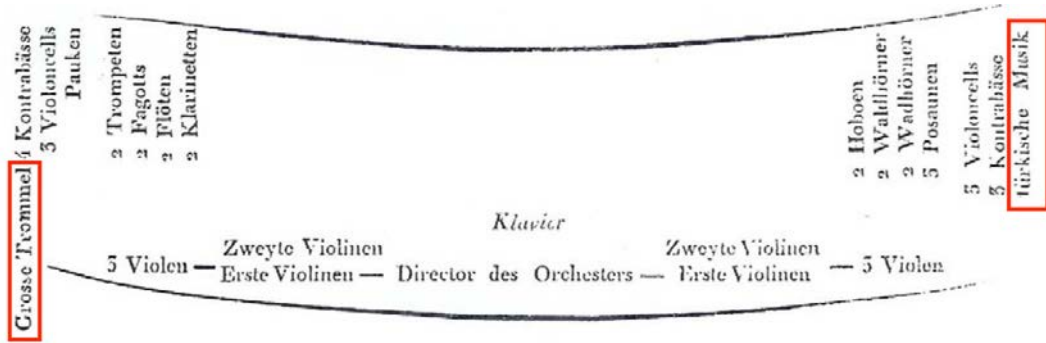 Grosse Trommel
4 Kontrabässe
3 Violoncells
Pauken
2 Trompeten
2 Fagotts
2 Flöten
2 Klarinetten
2 Hoboen
2 Waldhörner
2 Wadhörner
5 Posaunen
5 Violoncells
3 Kontrabässe
türkische Musik
Klavier
Zweyte Violinen Zweyte Violinen
5 Violen — Erste Violinen — Director des Orchesters — Erste Violinen — 5 Violen